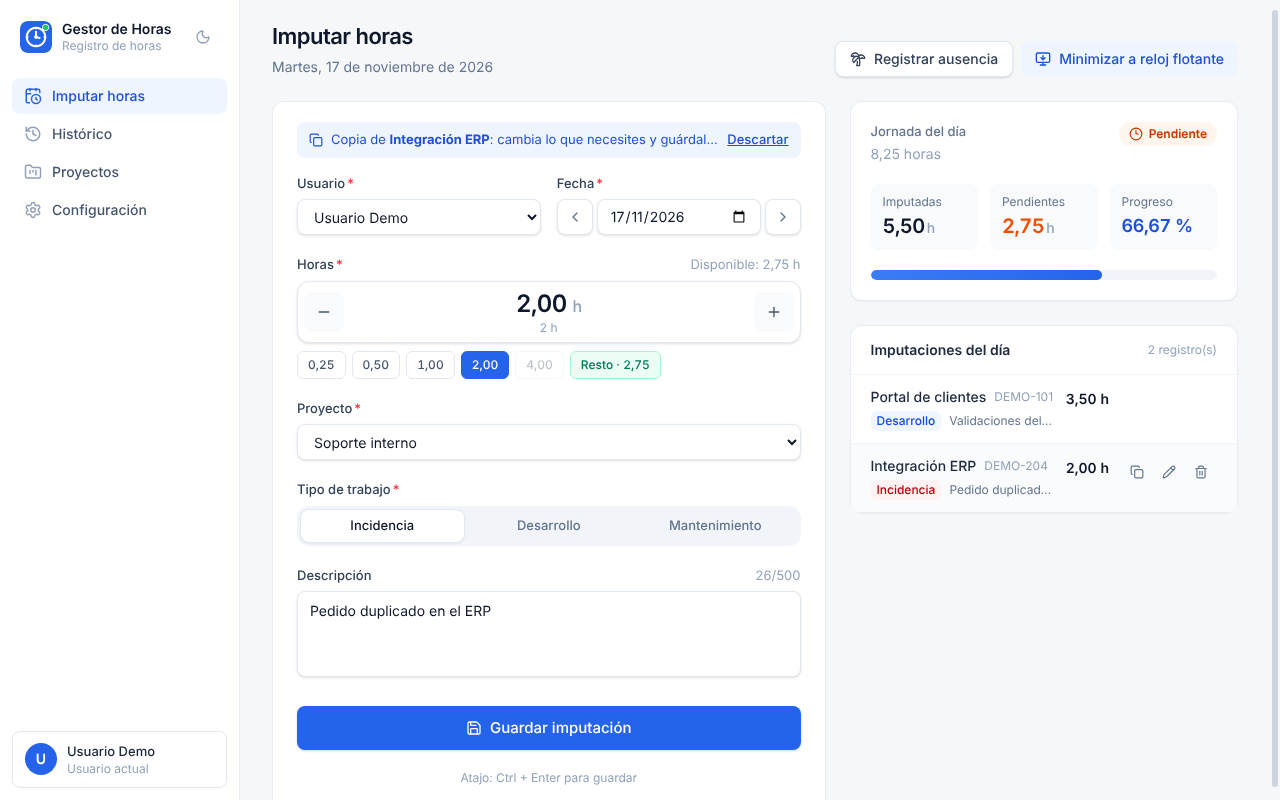 Gestor de Horas
Registro de horas
Imputar horas
Histórico
Proyectos
Configuración
U
Usuario Demo
Usuario actual
Imputar horas
Martes, 17 de noviembre de 2026
Registrar ausencia
Minimizar a reloj flotante
Copia de Integración ERP: cambia lo que necesites y guárdal... Descartar
Usuario *
Fecha *
Usuario Demo
17/11/2026
Horas *
Disponible: 2,75 h
− 2,00 h +
2 h
0,25 0,50 1,00 2,00 4,00 Resto · 2,75
Proyecto *
Soporte interno
Tipo de trabajo *
Incidencia Desarrollo Mantenimiento
Descripción 26/500
Pedido duplicado en el ERP
Guardar imputación
Atajo: Ctrl + Enter para guardar
Jornada del día
Pendiente
8,25 horas
Imputadas Pendientes Progreso
5,50 h 2,75 h 66,67 %
Imputaciones del día 2 registro(s)
Portal de clientes DEMO-101 3,50 h
Desarrollo Validaciones del...
Integración ERP DEMO-204 2,00 h
Incidencia Pedido duplicad...